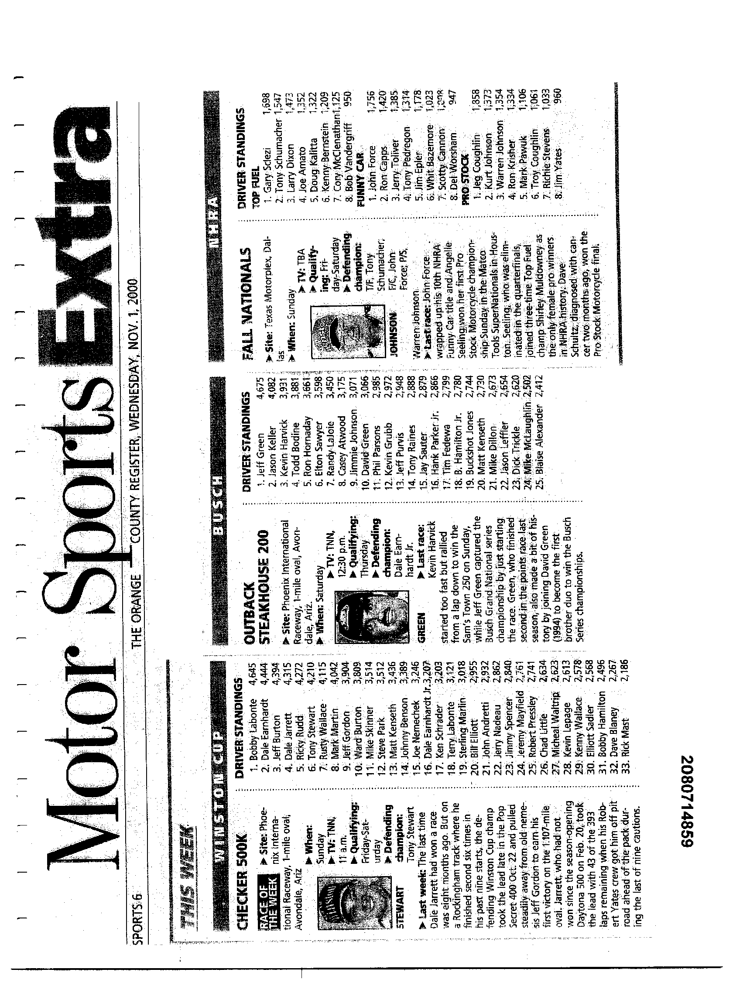 Motor Sports Extra
SPORTS 6
THE ORANGE COUNTY REGISTER, WEDNESDAY, NOV. 1, 2000
THIS WEEK
WINSTON CUP
CHECKER 500K
RACE OF
THE WEEK
► Site: Phoe-
nix Interna-
tional Raceway, 1-mile oval,
Avondale, Ariz
► When:
Sunday
► TV: TNN,
11 a.m.
► Qualifying:
Friday-Sat-
urday
► Defending
champion:
Tony Stewart
STEWART
► Last week: The last time
Dale Jarrett had won a race
was eight months ago. But on
a Rockingham track where he
finished second six times in
his past nine starts, the de-
fending Winston Cup champ
took the lead late in the Pop
Secret 400 Oct. 22 and pulled
steadily away from old neme-
sis Jeff Gordon to earn his
first victory on the 1.107-mile
oval. Jarrett, who had not
won since the season-opening
Daytona 500 on Feb. 20, took
the lead with 43 of the 393
laps remaining when his Rob-
ert Yates crew got him off pit
road ahead of the pack dur-
ing the last of nine cautions.
DRIVER STANDINGS
1. Bobby Labonte 4,645
2. Dale Earnhardt 4,444
3. Jeff Burton 4,394
4. Dale Jarrett 4,315
5. Ricky Rudd 4,272
6. Tony Stewart 4,210
7. Rusty Wallace 4,115
8. Mark Martin 4,042
9. Jeff Gordon 3,904
10. Ward Burton 3,809
11. Mike Skinner 3,514
12. Steve Park 3,512
13. Matt Kenseth 3,436
14. Johnny Benson 3,389
15. Joe Nemechek 3,246
16. Dale Earnhardt Jr. 3,207
17. Ken Schrader 3,203
18. Terry Labonte 3,121
19. Sterling Marlin 3,018
20. Bill Elliott 2,955
21. John Andretti 2,932
22. Jerry Nadeau 2,862
23. Jimmy Spencer 2,840
24. Jeremy Mayfield 2,761
25. Robert Pressley 2,741
26. Chad Little 2,634
27. Micheal Waltrip 2,623
28. Kevin Lepage 2,613
29. Kenny Wallace 2,578
30. Elliott Sadler 2,568
31. Bobby Hamilton 2,496
32. Dave Blaney 2,267
33. Rick Mast 2,186
BUSCH
OUTBACK
STEAKHOUSE 200
► Site: Phoenix International
Raceway, 1-mile oval, Avon-
dale, Ariz.
► When: Saturday
► TV: TNN,
12:30 p.m.
► Qualifying:
Thursday
► Defending
champion:
Dale Earn-
hardt Jr.
► Last race:
GREEN
Kevin Harvick
started too fast but rallied
from a lap down to win the
Sam's Town 250 on Sunday,
while Jeff Green captured the
Busch Grand National series
championship by just starting
the race. Green, who finished
second in the points race last
season, also made a bit of his-
tory by joining David Green
(1994) to become the first
brother duo to win the Busch
Series championships.
DRIVER STANDINGS
1. Jeff Green 4,675
2. Jason Keller 4,082
3. Kevin Harvick 3,931
4. Todd Bodine 3,881
5. Ron Hornaday 3,661
6. Elton Sawyer 3,598
7. Randy LaJoie 3,450
8. Casey Atwood 3,175
9. Jimmie Johnson 3,071
10. David Green 3,066
11. Phil Parsons 2,985
12. Kevin Grubb 2,972
13. Jeff Purvis 2,948
14. Tony Raines 2,888
15. Jay Sauter 2,879
16. Hank Parker Jr. 2,866
17. Tim Fedewa 2,799
18. B. Hamilton Jr. 2,780
19. Buckshot Jones 2,744
20. Matt Kenseth 2,730
21. Mike Dillon 2,673
22. Jason Leffler 2,654
23. Dick Trickle 2,620
24. Mike McLaughlin 2,502
25. Blaise Alexander 2,412
NHRA
FALL NATIONALS
► Site: Texas Motorplex, Dal-
las
► When: Sunday
► TV: TBA
► Qualify-
ing: Fri-
day-Saturday
► Defending
champion:
T/F, Tony
Schumacher;
F/C, John
Force; P/S,
JOHNSON
Warren Johnson
► Last race: John Force
wrapped up his 10th NHRA
Funny Car title and Angelle
Seeling won her first Pro
Stock Motorcycle champion-
ship Sunday in the Matco
Tools SuperNationals in Hous-
ton. Seeling, who was elim-
inated in the quarterfinals,
joined three-time Top Fuel
champ Shirley Muldowney as
the only female pro winners
in NHRA history. Dave
Schultz, diagnosed with can-
cer two months ago, won the
Pro Stock Motorcycle final.
DRIVER STANDINGS
TOP FUEL
1. Gary Scelzi 1,698
2. Tony Schumacher 1,547
3. Larry Dixon 1,473
4. Joe Amato 1,352
5. Doug Kalitta 1,322
6. Kenny Bernstein 1,209
7. Cory McClenathan 1,125
8. Bob Vandergriff 950
FUNNY CAR
1. John Force 1,756
2. Ron Capps 1,420
3. Jerry Toliver 1,385
4. Tony Pedregon 1,314
5. Jim Epler 1,178
6. Whit Bazemore 1,023
7. Scotty Cannon
8. Del Worsham 947
PRO STOCK
1. Jeg Coughlin 1,858
2. Kurt Johnson 1,373
3. Warren Johnson 1,354
4. Ron Krisher 1,334
5. Mark Pawuk 1,106
6. Troy Coughlin 1,061
7. Richie Stevens 1,033
8. Jim Yates 960
2080714859